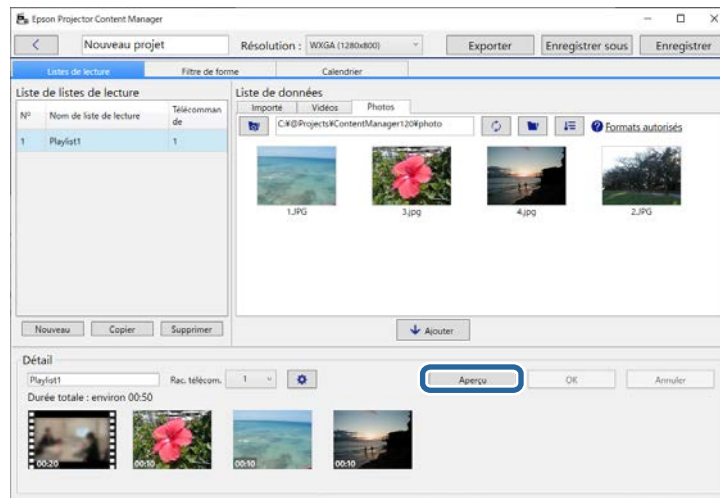 Epson Projector Content Manager
Nouveau projet Résolution : WXGA (1280x800) Exporter Enregistrer sous Enregistrer
Listes de lecture Filtre de forme Calendrier
Liste de listes de lecture
N° Nom de liste de lecture Télécomman
de
1 Playlist1 1
Nouveau Copier Supprimer
Liste de données
Importé Vidéos Photos
C:¥@Projects¥ContentManager120¥photo Formats autorisés
1.JPG 3.jpg 4.jpg 2.JPG
Ajouter
Détail
Playlist1 Rac. télécom. 1 Aperçu OK Annuler
Durée totale : environ 00:50
00:20 00:10 00:10 00:10